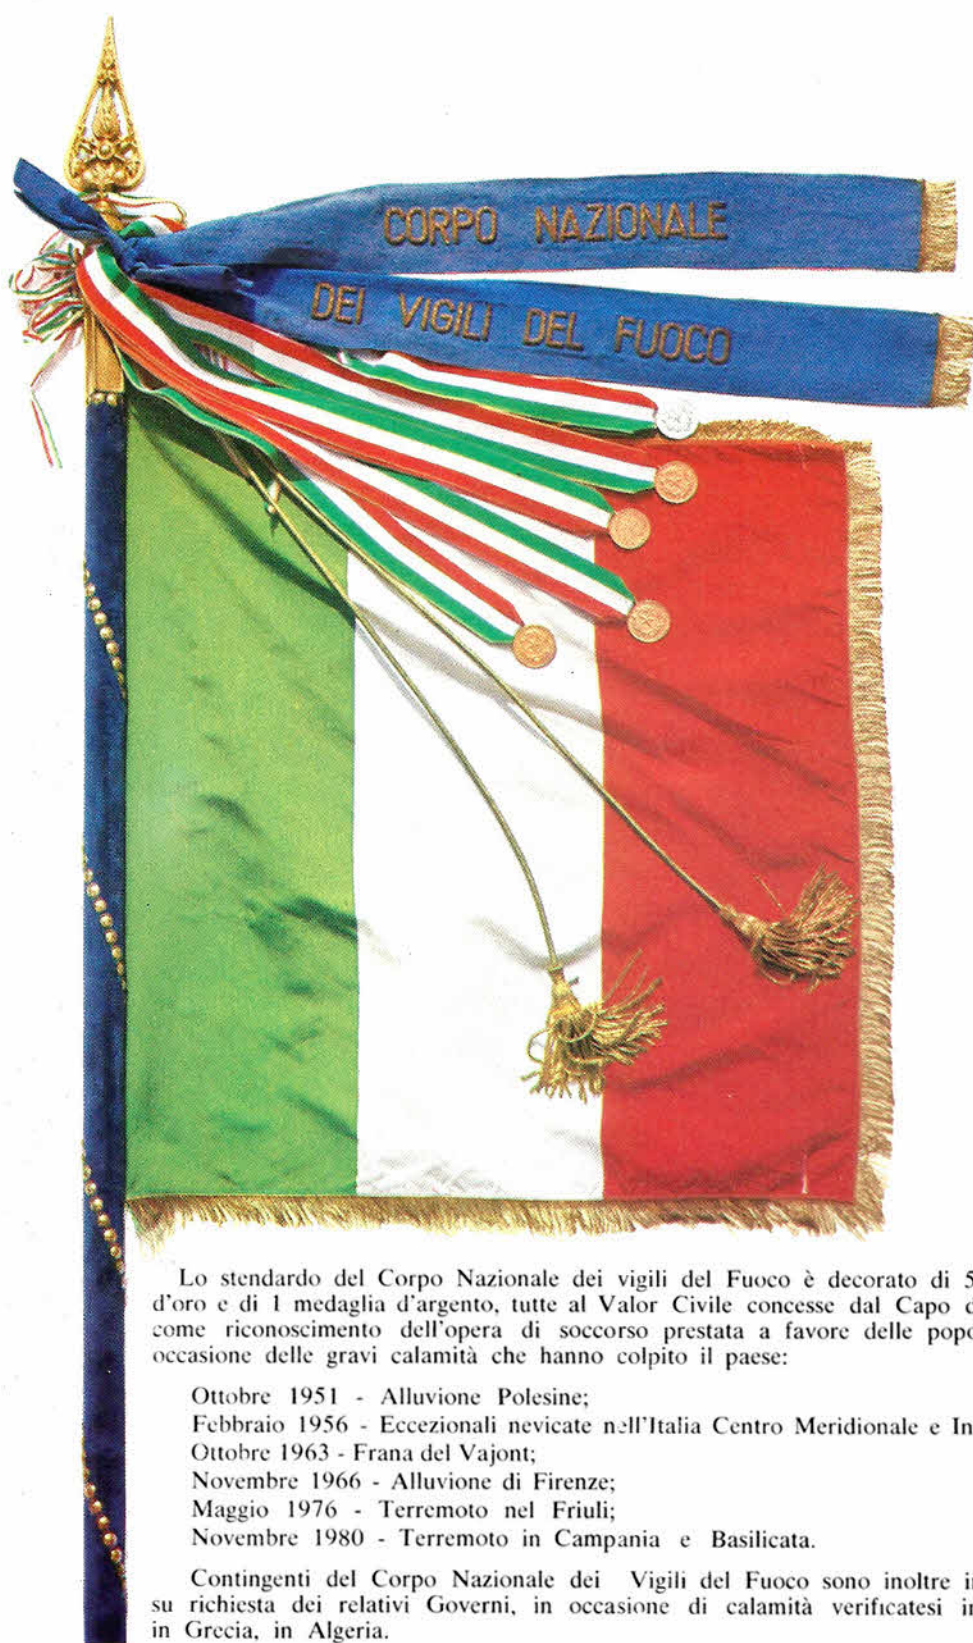 CORPO NAZIONALE
DEI VIGILI DEL FUOCO
Lo stendardo del Corpo Nazionale dei vigili del Fuoco è decorato di 5
d'oro e di 1 medaglia d'argento, tutte al Valor Civile concesse dal Capo
come riconoscimento dell'opera di soccorso prestata a favore delle
occasione delle gravi calamità che hanno colpito il paese:
Ottobre 1951 - Alluvione Polesine;
Febbraio 1956 - Eccezionali nevicate nell'Italia Centro Meridionale e
Ottobre 1963 - Frana del Vajont;
Novembre 1966 - Alluvione di Firenze;
Maggio 1976 - Terremoto nel Friuli;
Novembre 1980 - Terremoto in Campania e Basilicata.
Contingenti del Corpo Nazionale dei Vigili del Fuoco sono inoltre
su richiesta dei relativi Governi, in occasione di calamità verificatesi
in Grecia, in Algeria.